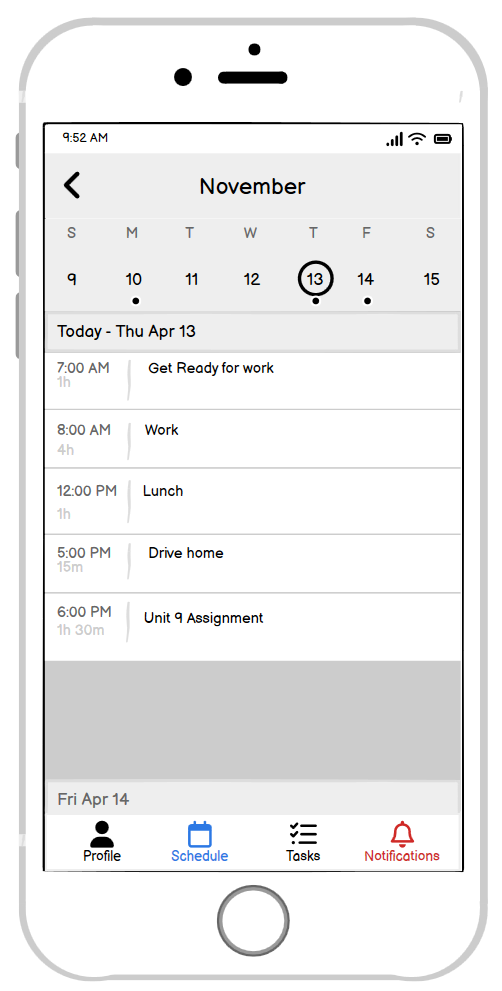 9:52 AM
November
S M T W T F S
9 10 11 12 13 14 15
Today - Thu Apr 13
7:00 AM Get Ready for work
1h
8:00 AM Work
4h
12:00 PM Lunch
1h
5:00 PM Drive home
15m
6:00 PM Unit 9 Assignment
1h 30m
Fri Apr 14
Profile Schedule Tasks Notifications